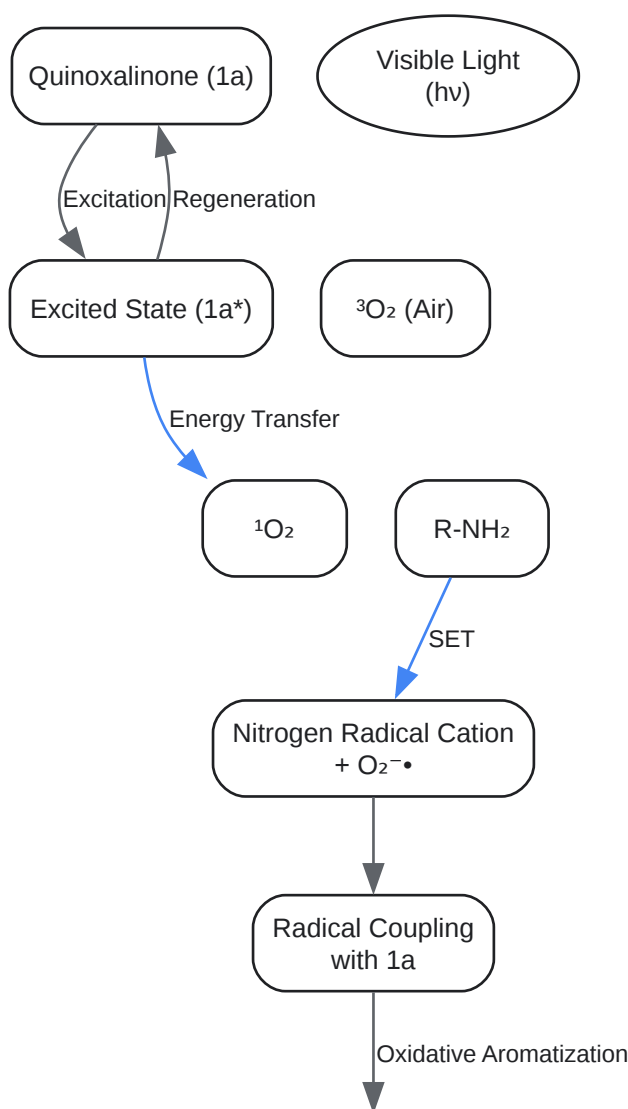 Quinoxalinone (1a)
Visible Light
(hν)
Excitation
Regeneration
Excited State (1a*)
³O₂ (Air)
Energy Transfer
¹O₂
R-NH₂
SET
Nitrogen Radical Cation
+ O₂⁻•
Radical Coupling
with 1a
Oxidative Aromatization